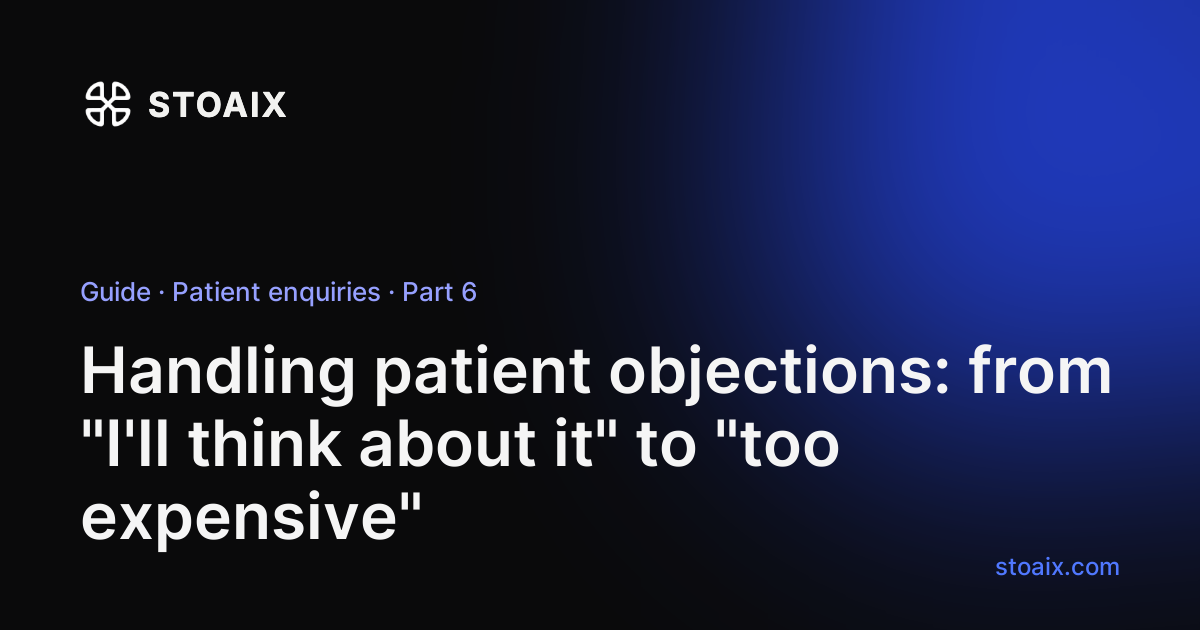 STOAIX
Guide · Patient enquiries · Part 6
Handling patient objections: from
"I'll think about it" to "too
expensive"
stoaix.com